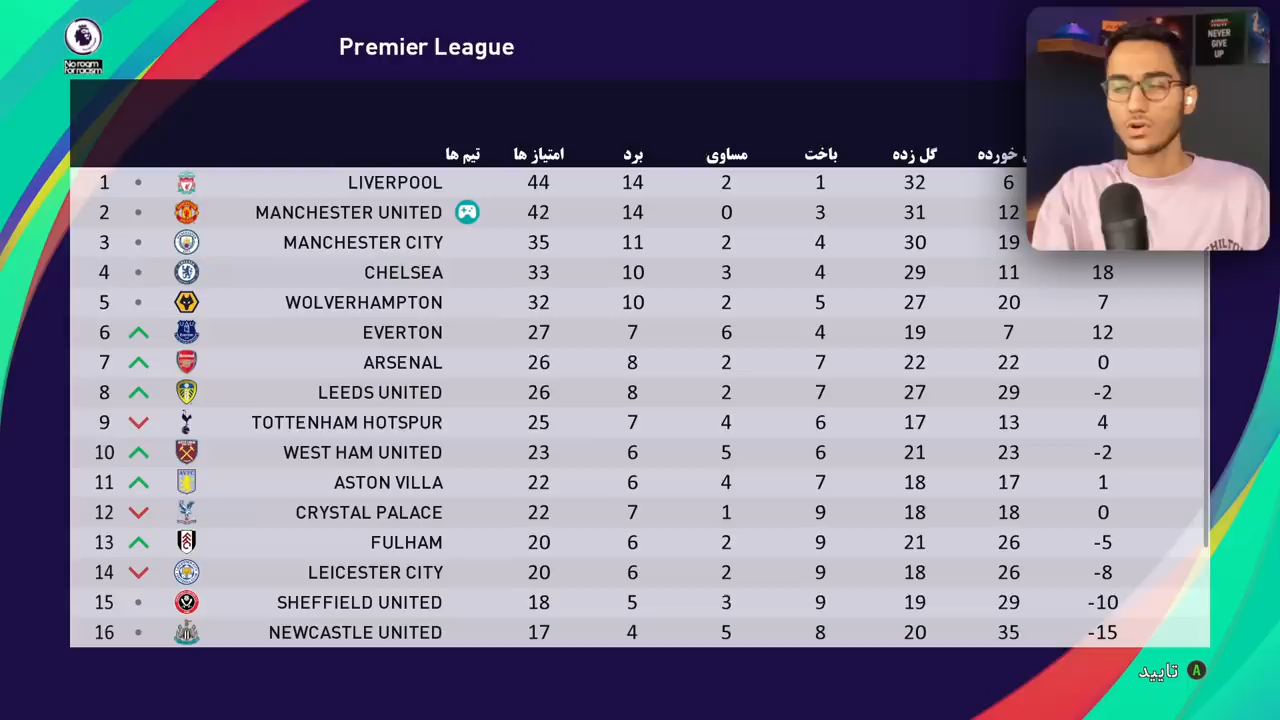 Premier League
No room
For racism
NEVER
GIVE
UP
تیم ها امتیاز ها برد مساوی باخت گل زده خورده
1 LIVERPOOL 44 14 2 1 32 6
2 MANCHESTER UNITED 42 14 0 3 31 12
3 MANCHESTER CITY 35 11 2 4 30 19
4 CHELSEA 33 10 3 4 29 11 18
5 WOLVERHAMPTON 32 10 2 5 27 20 7
6 EVERTON 27 7 6 4 19 7 12
7 ARSENAL 26 8 2 7 22 22 0
8 LEEDS UNITED 26 8 2 7 27 29 -2
9 TOTTENHAM HOTSPUR 25 7 4 6 17 13 4
10 WEST HAM UNITED 23 6 5 6 21 23 -2
11 ASTON VILLA 22 6 4 7 18 17 1
12 CRYSTAL PALACE 22 7 1 9 18 18 0
13 FULHAM 20 6 2 9 21 26 -5
14 LEICESTER CITY 20 6 2 9 18 26 -8
15 SHEFFIELD UNITED 18 5 3 9 19 29 -10
16 NEWCASTLE UNITED 17 4 5 8 20 35 -15
تایید A